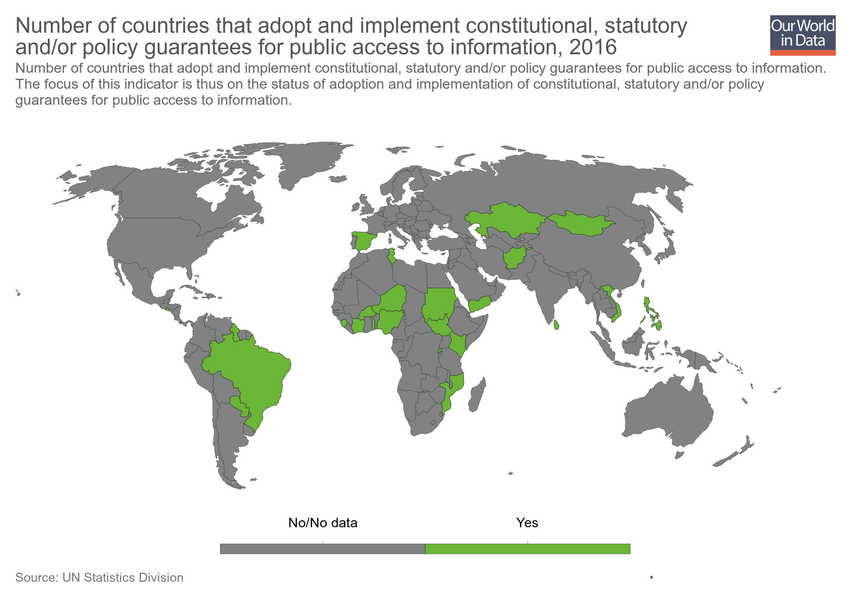 Number of countries that adopt and implement constitutional, statutory
and/or policy guarantees for public access to information, 2016
Our World
in Data
Number of countries that adopt and implement constitutional, statutory and/or policy guarantees for public access to information.
The focus of this indicator is thus on the status of adoption and implementation of constitutional, statutory and/or policy
guarantees for public access to information.
No/No data
Yes
Source: UN Statistics Division